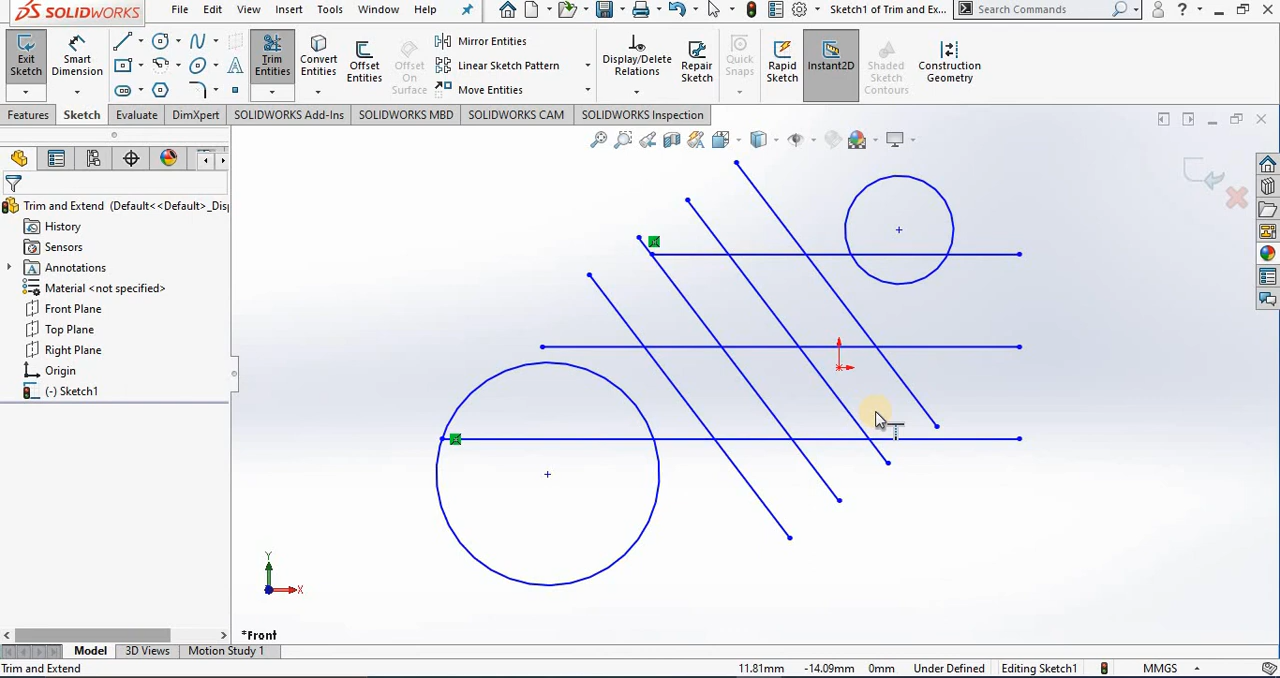 SOLIDWORKS File Edit View Insert Tools Window Help Sketch1 of Trim and Ex... Search Commands ?
Exit Sketch
Smart Dimension
Trim Entities
Convert Entities
Offset Entities
Offset On Surface
Mirror Entities
Linear Sketch Pattern
Move Entities
Display/Delete Relations
Repair Sketch
Quick Snaps
Rapid Sketch
Instant2D
Shaded Sketch Contours
Construction Geometry
Features Sketch Evaluate DimXpert SOLIDWORKS Add-Ins SOLIDWORKS MBD SOLIDWORKS CAM SOLIDWORKS Inspection
Trim and Extend (Default<<Default>_Disp
History
Sensors
Annotations
Material <not specified>
Front Plane
Top Plane
Right Plane
Origin
(-) Sketch1
Y
X
*Front
Model 3D Views Motion Study 1
Trim and Extend 11.81mm -14.09mm 0mm Under Defined Editing Sketch1 MMGS